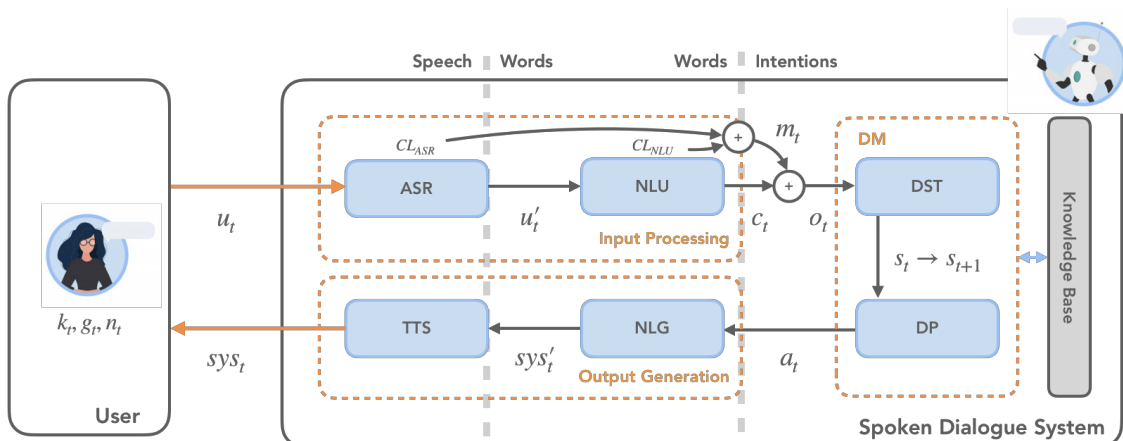 Speech Words Words Intentions
CL_ASR
CL_NLU
+
m_t
DM
ASR
NLU
+
DST
u_t
u'_t
c_t
o_t
Input Processing
Knowledge Base
s_t → s_{t+1}
k_t, g_t, n_t
TTS
NLG
DP
sys_t
sys'_t
a_t
Output Generation
User
Spoken Dialogue System